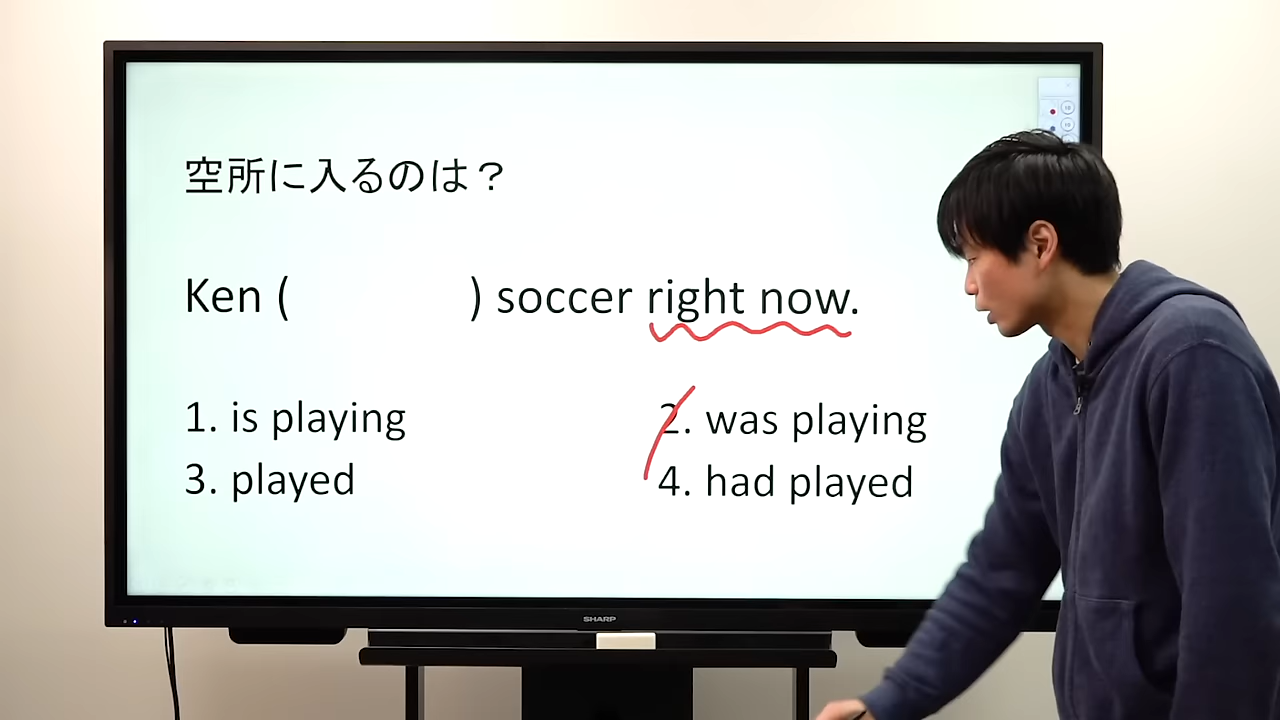 空所に入るのは？
Ken ( ) soccer right now.
1. is playing
2. was playing
3. played
4. had played
SHARP